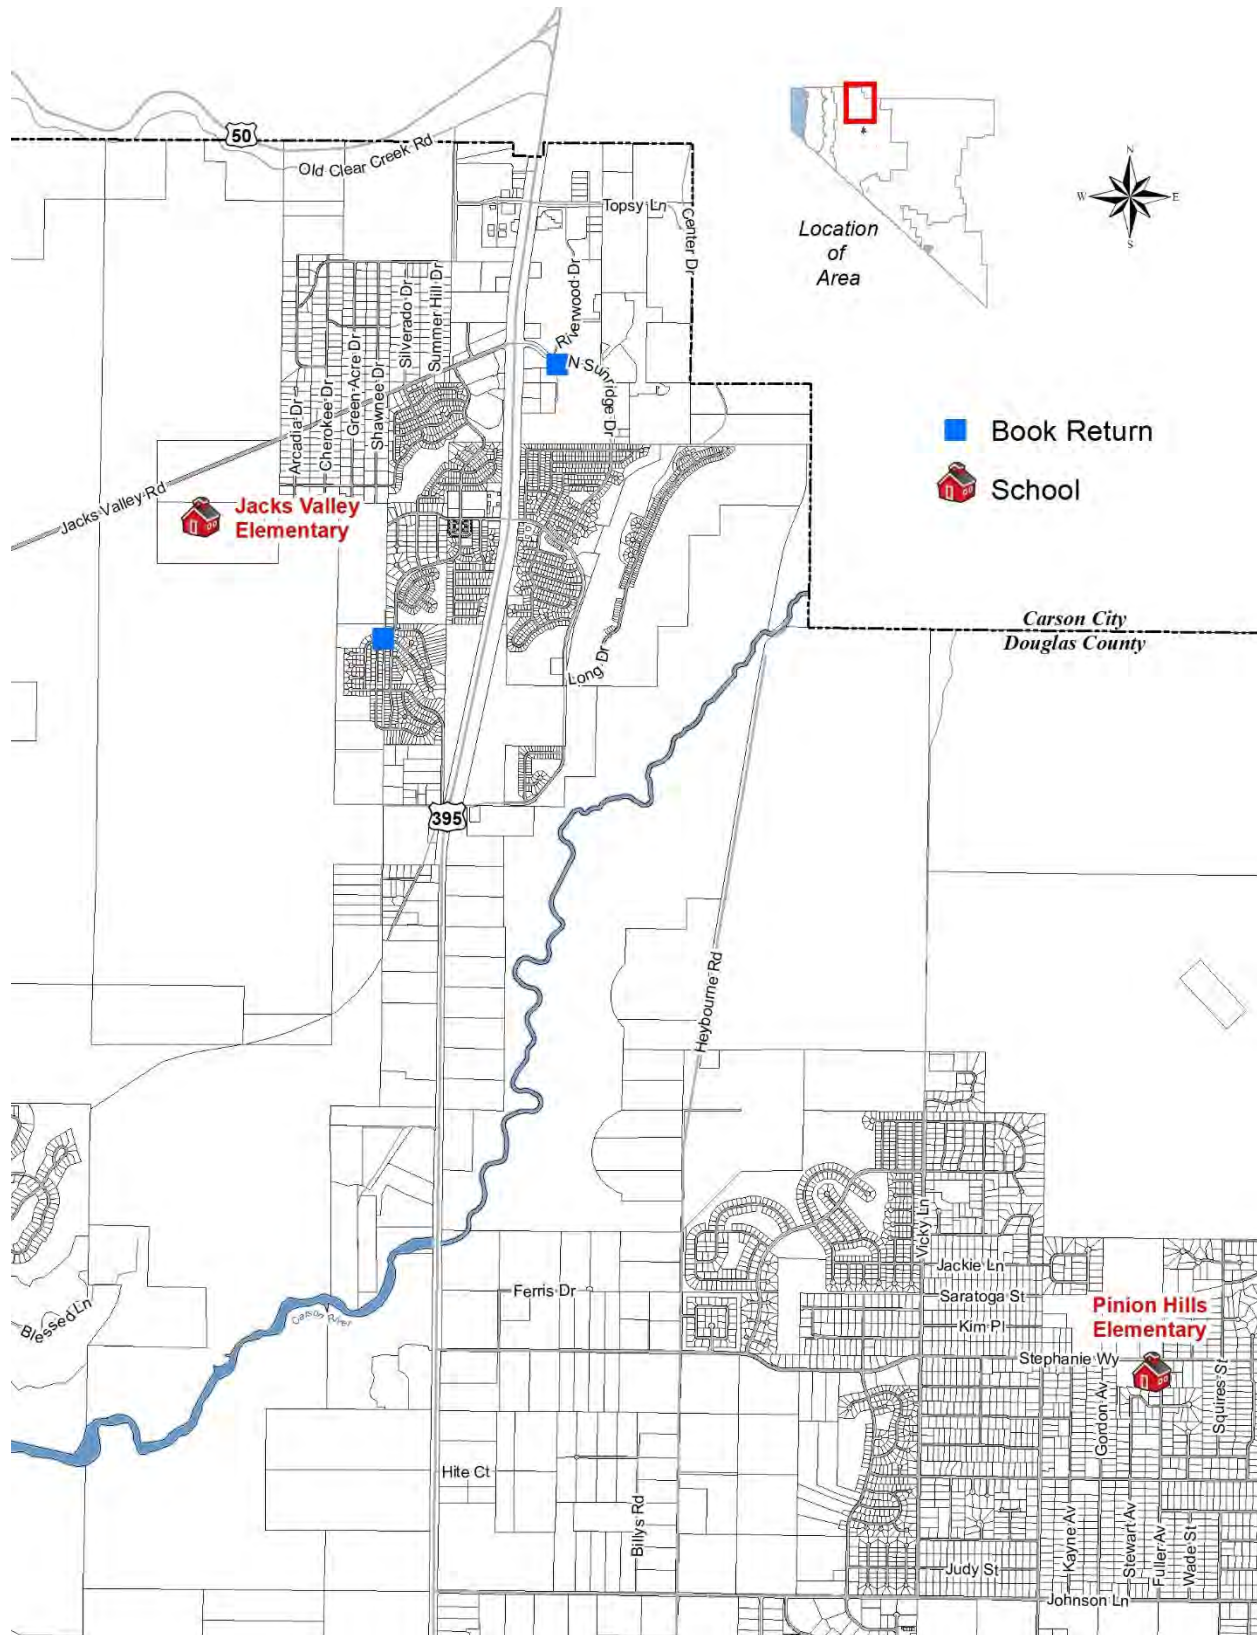 50
Old Clear Creek Rd
Topsy Ln
Center Dr
Location
of
Area
N
W
E
S
Riverwood Dr
N Sunridge Dr
Silverado Dr
Summer Hill Dr
Green Acre Dr
Shawnee Dr
Cherokee Dr
Arcadia Dr
Jacks Valley Rd
Jacks Valley
Elementary
Book Return
School
Carson City
Douglas County
Long Dr
395
Heybourne Rd
Vicky Ln
Jackie Ln
Ferris Dr
Saratoga St
Kim Pl
Pinion Hills
Elementary
Blessed Ln
Carson River
Stephanie Wy
Gordon Av
Squires St
Hite Ct
Billys Rd
Kayne Av
Stewart Av
Fuller Av
Wade St
Judy St
Johnson Ln